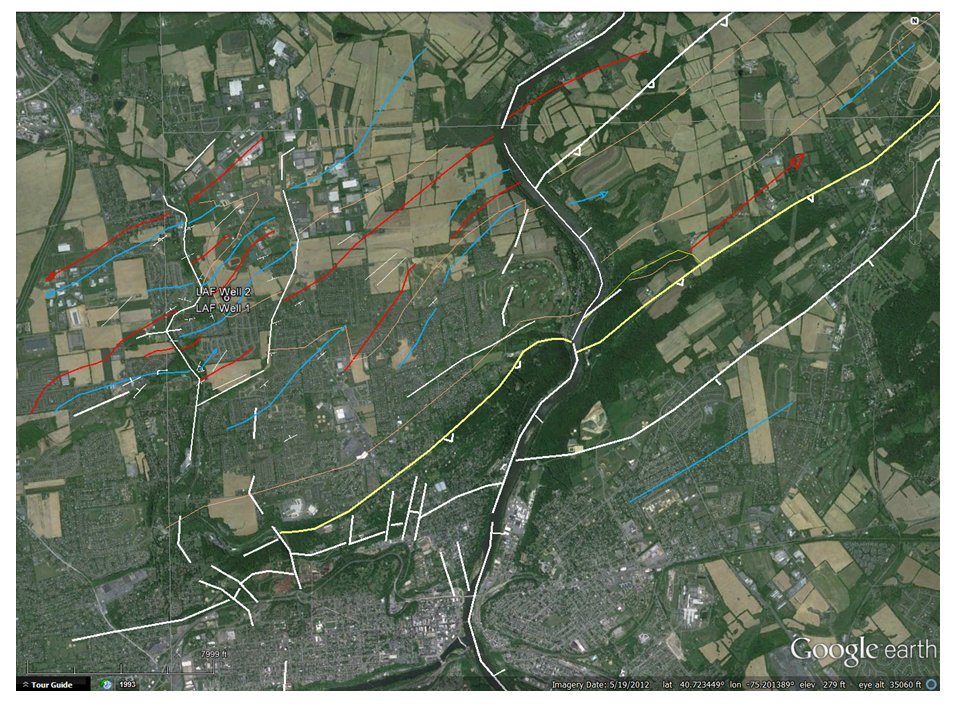 N
LAF Well 2
LAF Well 1
Google earth
7999 ft
Tour Guide
1993
Imagery Date: 5/19/2012 lat 40.723449° lon -75.201389° elev 279 ft eye alt 35060 ft